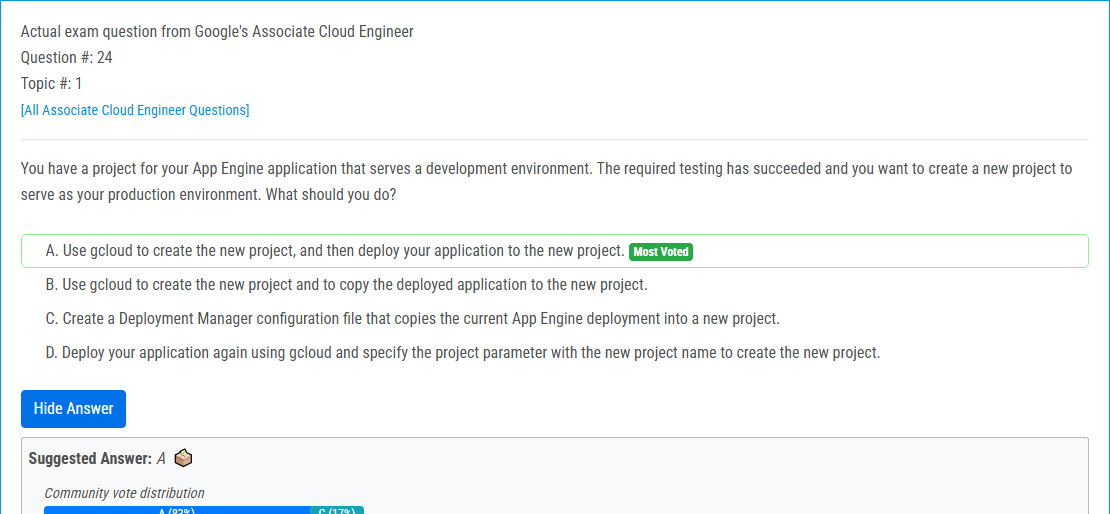 Actual exam question from Google's Associate Cloud Engineer
Question #: 24
Topic #: 1
[All Associate Cloud Engineer Questions]
You have a project for your App Engine application that serves a development environment. The required testing has succeeded and you want to create a new project to
serve as your production environment. What should you do?
A. Use gcloud to create the new project, and then deploy your application to the new project. Most Voted
B. Use gcloud to create the new project and to copy the deployed application to the new project.
C. Create a Deployment Manager configuration file that copies the current App Engine deployment into a new project.
D. Deploy your application again using gcloud and specify the project parameter with the new project name to create the new project.
Hide Answer
Suggested Answer: A
Community vote distribution
A (83%) C (17%)